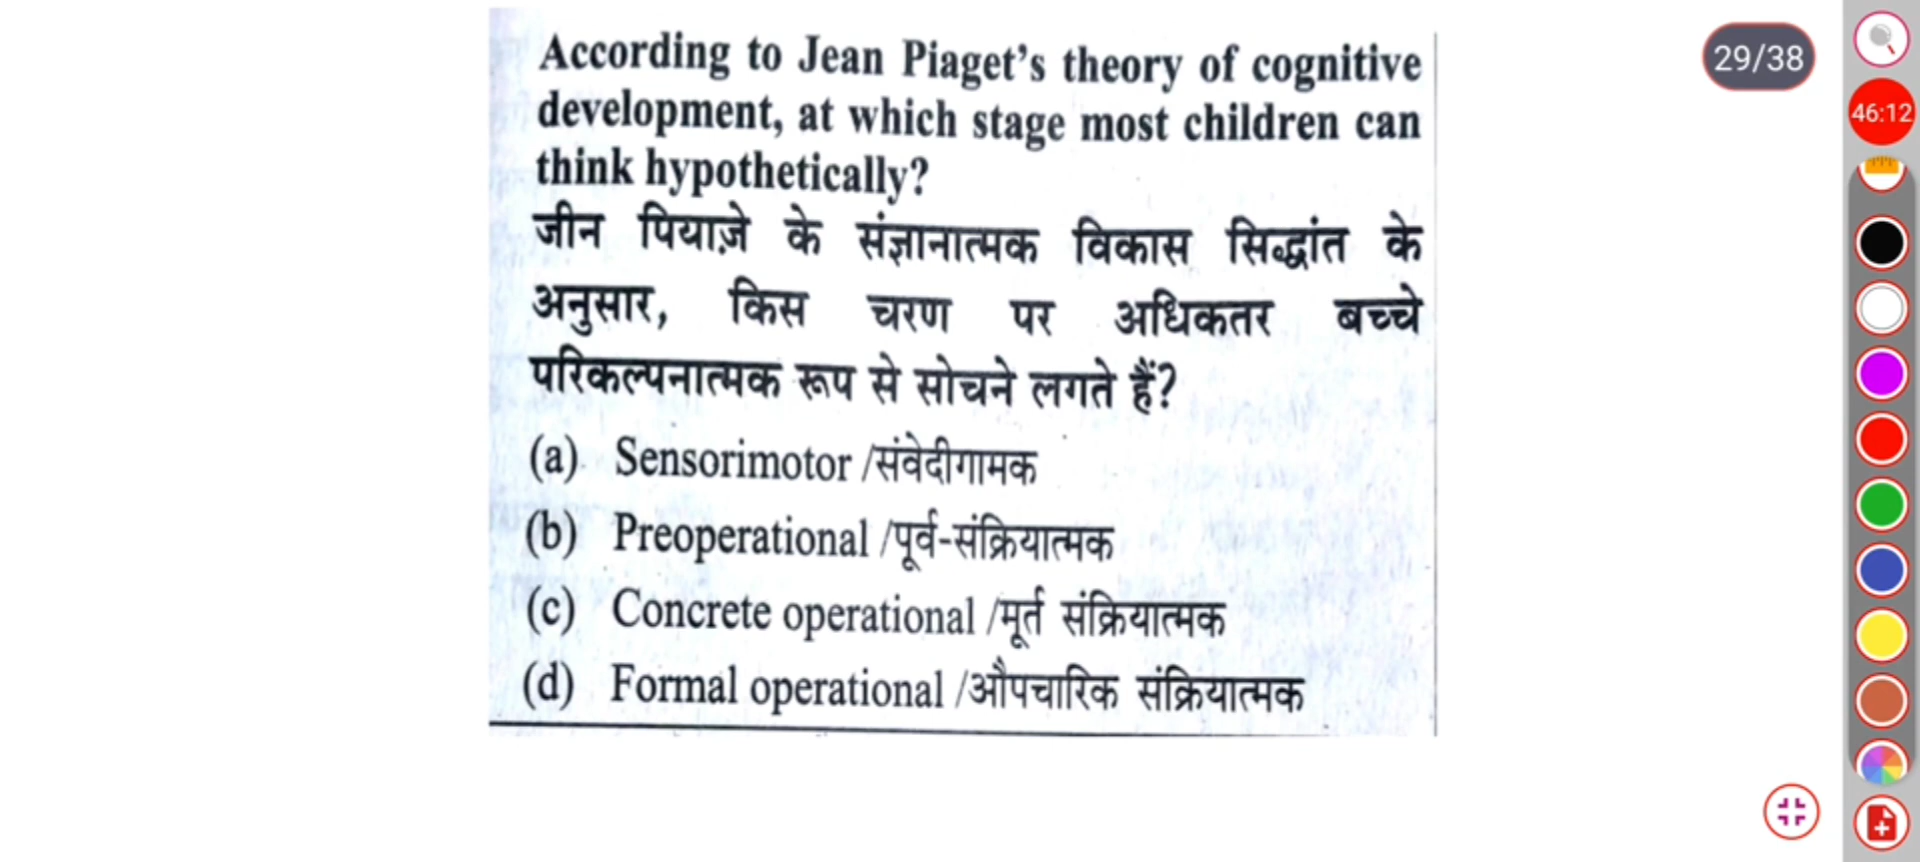 According to Jean Piaget's theory of cognitive
development, at which stage most children can
think hypothetically?
जीन पियाज़े के संज्ञानात्मक विकास सिद्धांत के
अनुसार, किस चरण पर अधिकतर बच्चे
परिकल्पनात्मक रूप से सोचने लगते हैं?
(a) Sensorimotor /संवेदीगामक
(b) Preoperational /पूर्व-संक्रियात्मक
(c) Concrete operational /मूर्त संक्रियात्मक
(d) Formal operational /औपचारिक संक्रियात्मक
29/38
46:12